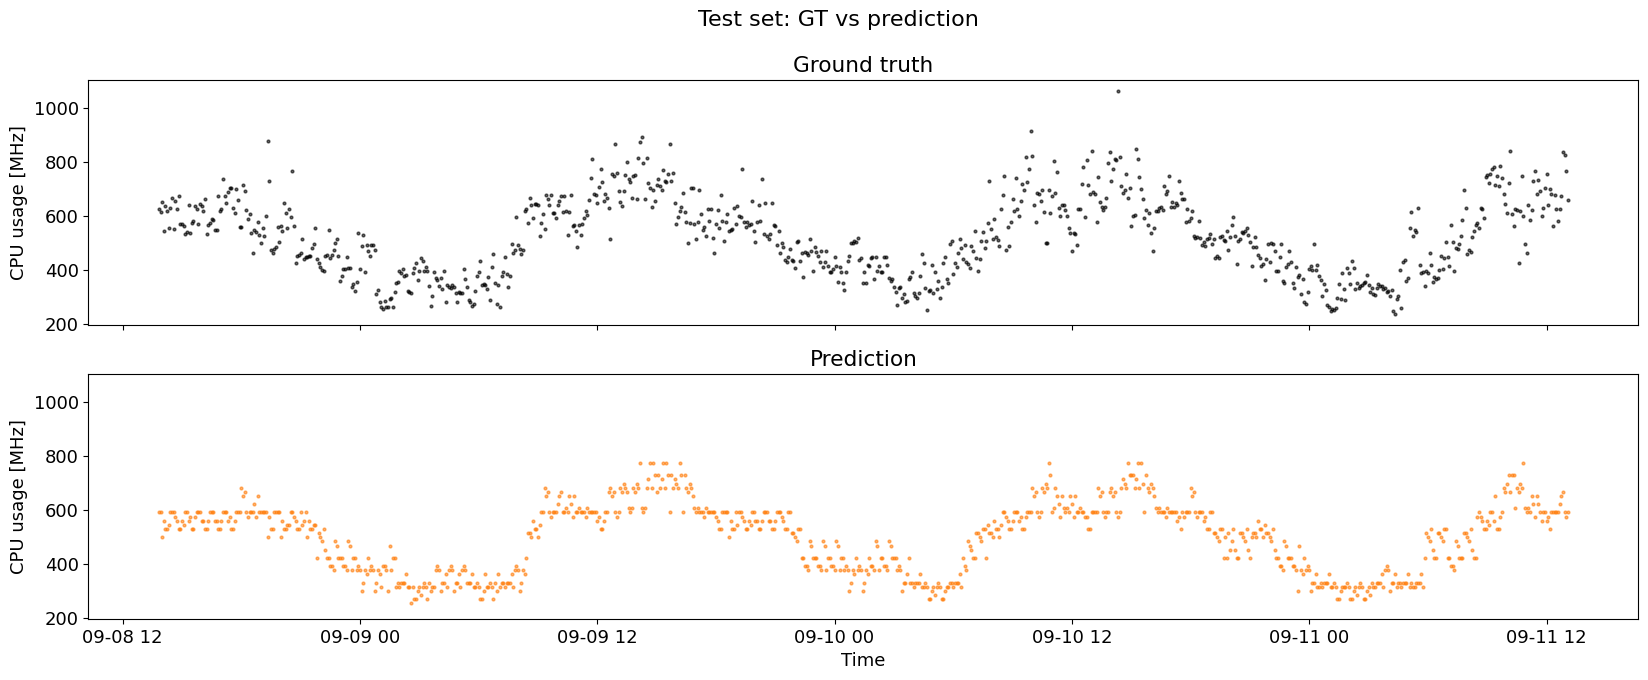 Test set: GT vs prediction
Ground truth
CPU usage [MHz]
1000
800
600
400
200
Prediction
CPU usage [MHz]
1000
800
600
400
200
09-08 12 09-09 00 09-09 12 09-10 00 09-10 12 09-11 00 09-11 12
Time